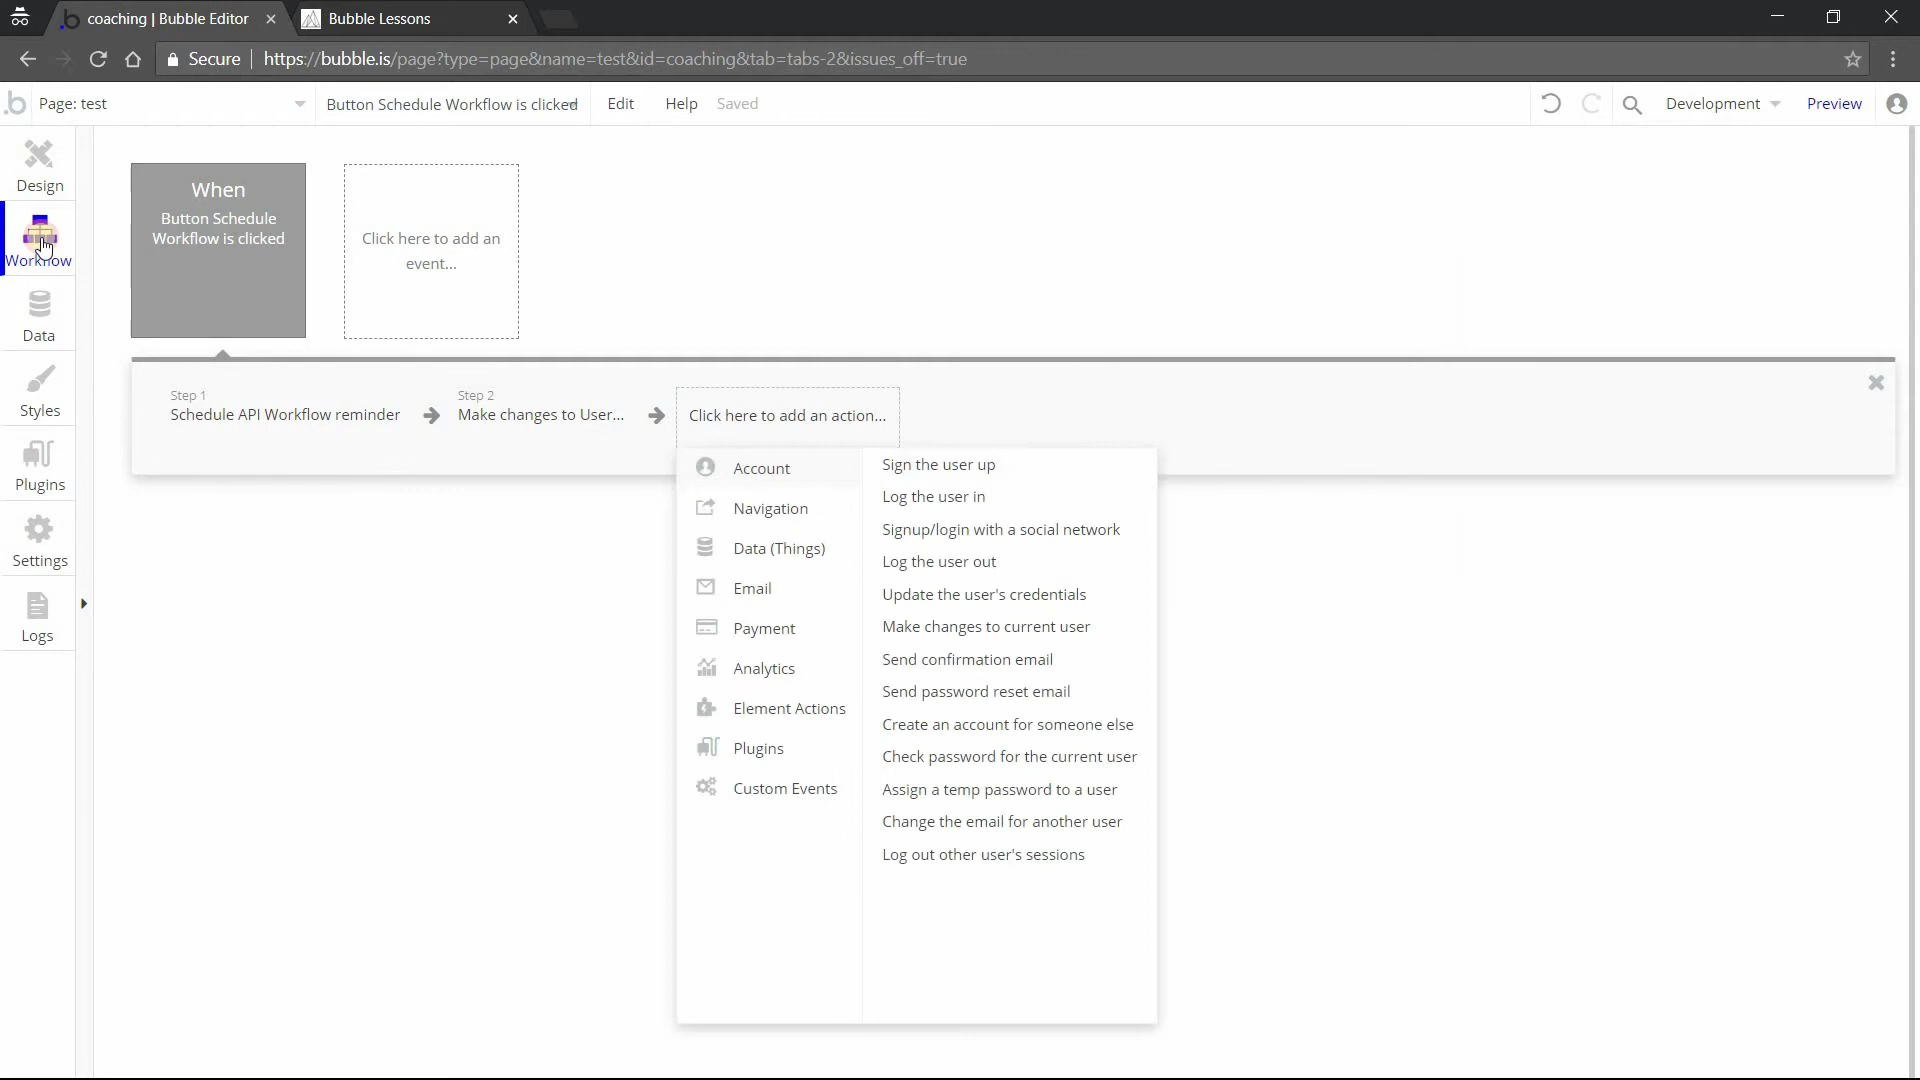 coaching | Bubble Editor
Bubble Lessons
Secure
https://bubble.is/page?type=page&name=test&id=coaching&tab=tabs-2&issues_off=true
Page: test
Button Schedule Workflow is clicked
Edit
Help
Saved
Development
Preview
Design
Workflow
Data
Styles
Plugins
Settings
Logs
When
Button Schedule
Workflow is clicked
Click here to add an
event...
Step 1
Schedule API Workflow reminder
Step 2
Make changes to User...
Click here to add an action...
Account
Navigation
Data (Things)
Email
Payment
Analytics
Element Actions
Plugins
Custom Events
Sign the user up
Log the user in
Signup/login with a social network
Log the user out
Update the user's credentials
Make changes to current user
Send confirmation email
Send password reset email
Create an account for someone else
Check password for the current user
Assign a temp password to a user
Change the email for another user
Log out other user's sessions